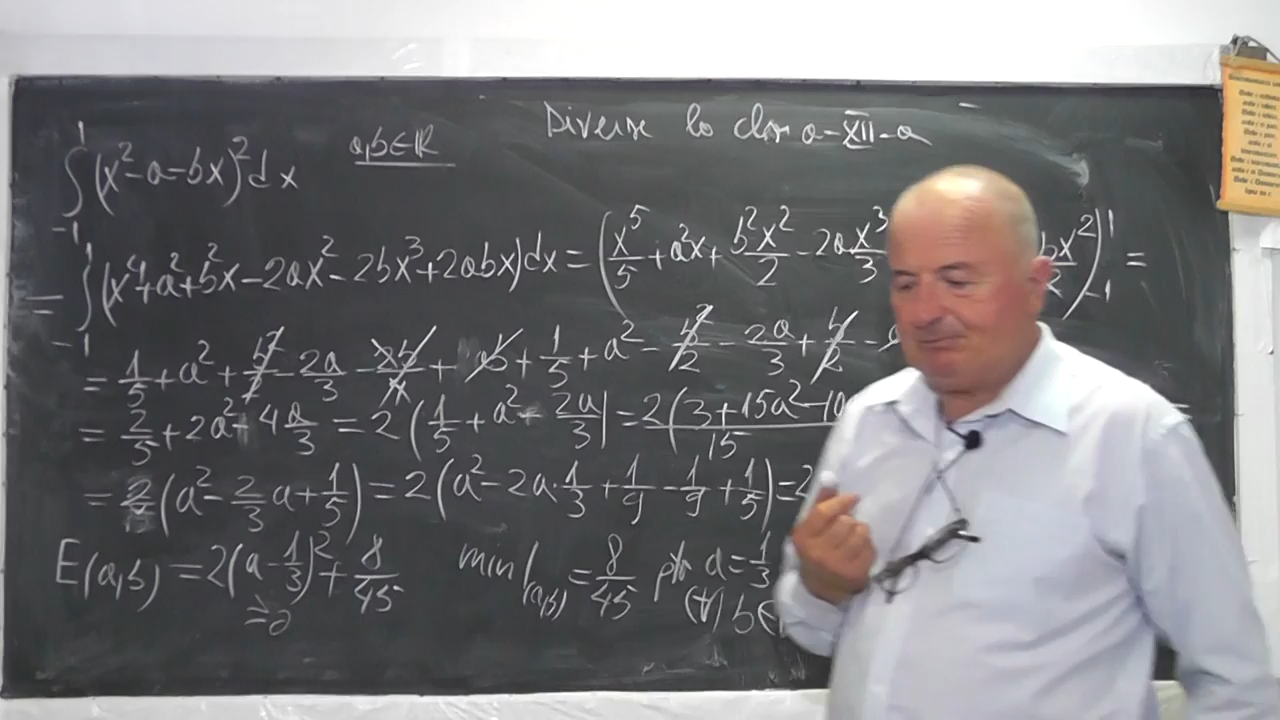 Diverse la clasa a-XII-a
∫₋₁¹ (x²-a-bx)² dx a,b∈ℝ
= ∫₋₁¹ (x⁴+a²+b²x-2ax²-2bx³+2abx)dx = (x⁵/5 + a²x + b²x²/2 - 2a x³/3 bx²/2)|₋₁¹ =
= 1/5 + a² + b²/2 - 2a/3 - + ab + 1/5 + a² - b²/2 - 2a/3 + b/2 -
= 2/5 + 2a² - 4a/3 = 2(1/5 + a² - 2a/3) = 2(3+15a²-10 /15
= 2(a² - 2/3 a + 1/5) = 2(a² - 2a·1/3 + 1/9 - 1/9 + 1/5) = 2
E(a,b) = 2(a - 1/3)² + 8/45 min (a,b) = 8/45 ptr a = 1/3
≥0 (∀) b∈